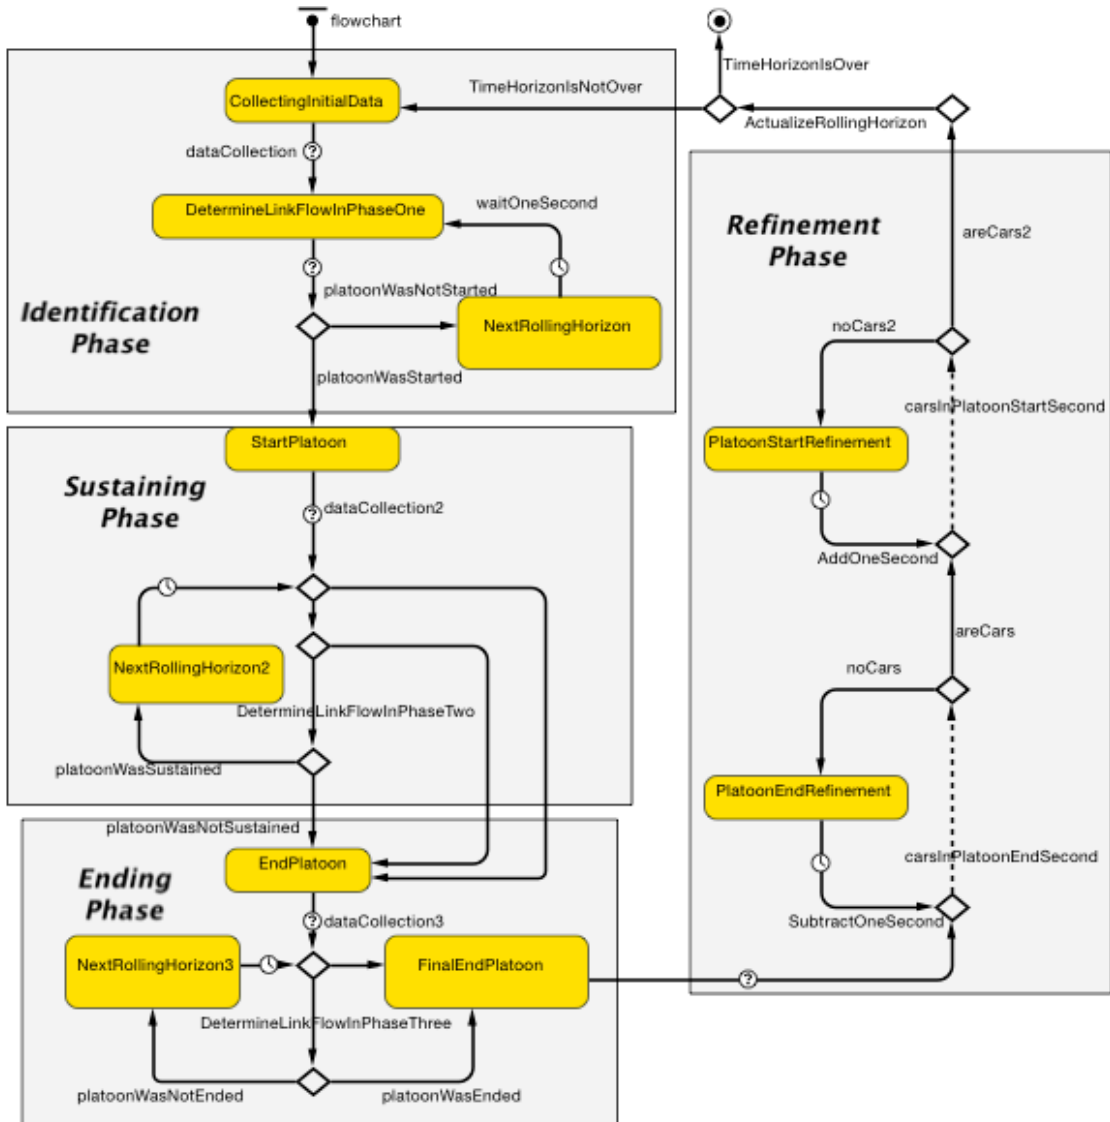 flowchart
TimeHorizonIsOver
TimeHorizonIsNotOver
CollectingInitialData
ActualizeRollingHorizon
dataCollection
?
waitOneSecond
DetermineLinkFlowInPhaseOne
Refinement
Phase
areCars2
?
platoonWasNotStarted
Identification
Phase
NextRollingHorizon
noCars2
platoonWasStarted
carsInPlatoonStartSecond
StartPlatoon
PlatoonStartRefinement
Sustaining
Phase
?
dataCollection2
AddOneSecond
areCars
NextRollingHorizon2
noCars
DetermineLinkFlowInPhaseTwo
platoonWasSustained
PlatoonEndRefinement
platoonWasNotSustained
EndPlatoon
carsInPlatoonEndSecond
Ending
Phase
?
dataCollection3
SubtractOneSecond
NextRollingHorizon3
FinalEndPlatoon
?
DetermineLinkFlowInPhaseThree
platoonWasNotEnded
platoonWasEnded